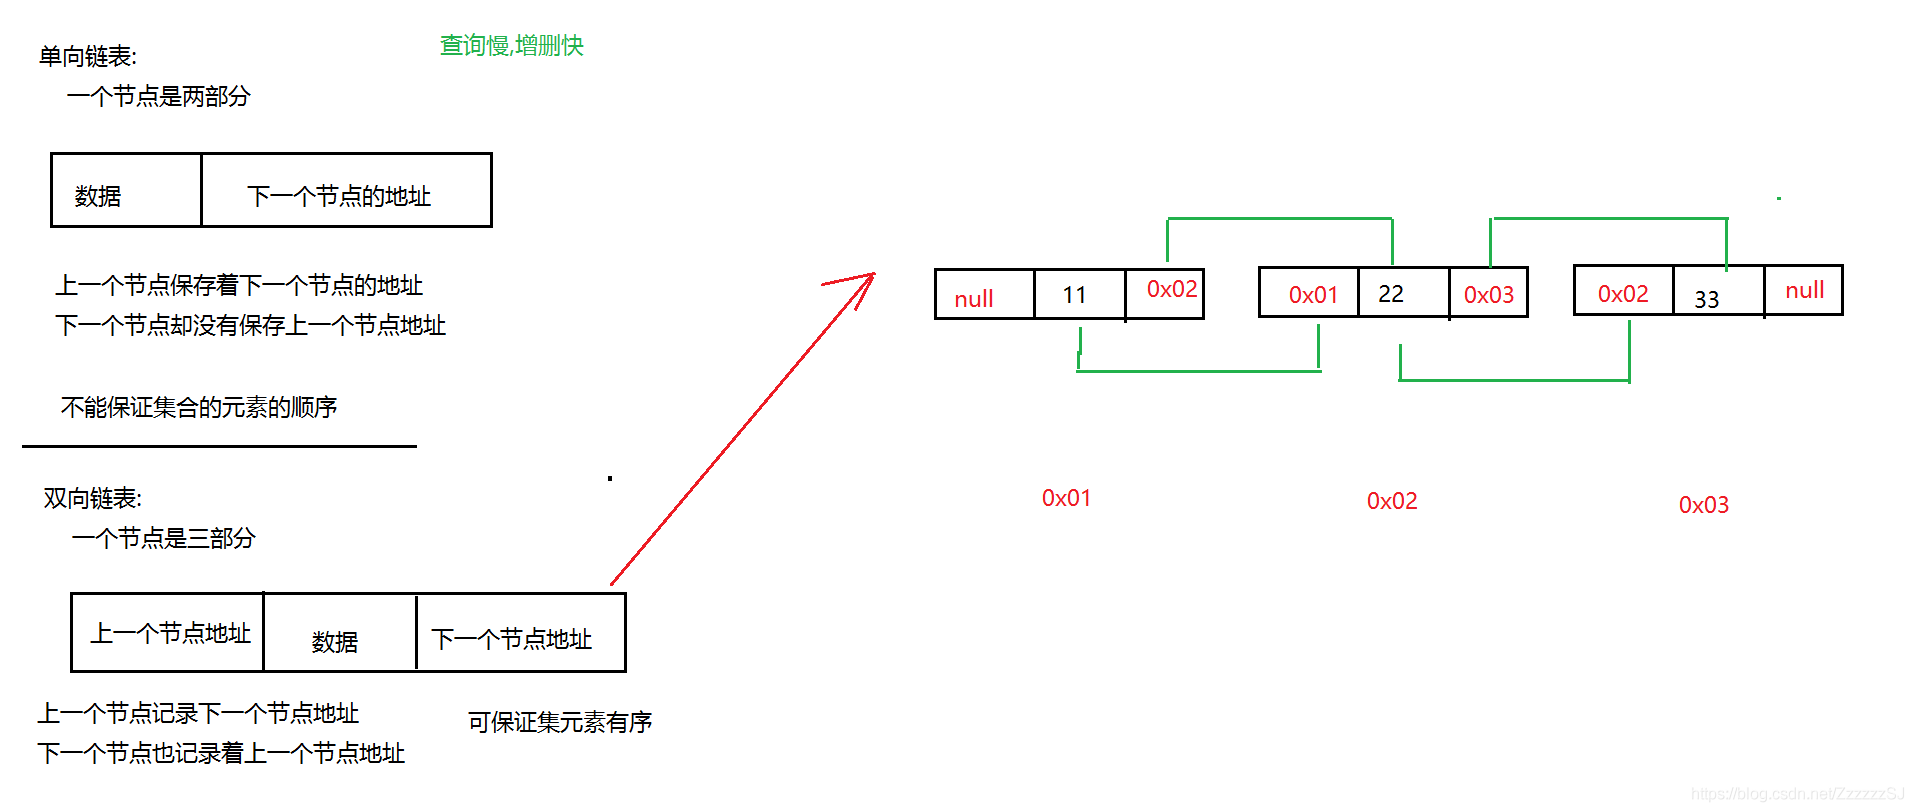 单向链表:
查询慢,增删快
一个节点是两部分
数据
下一个节点的地址
上一个节点保存着下一个节点的地址
下一个节点却没有保存上一个节点地址
不能保证集合的元素的顺序
双向链表:
一个节点是三部分
上一个节点地址
数据
下一个节点地址
上一个节点记录下一个节点地址
下一个节点也记录着上一个节点地址
可保证集元素有序
null 11 0x02
0x01 22 0x03
0x02 33 null
0x01
0x02
0x03
https://blog.csdn.net/ZzzzzzSJ